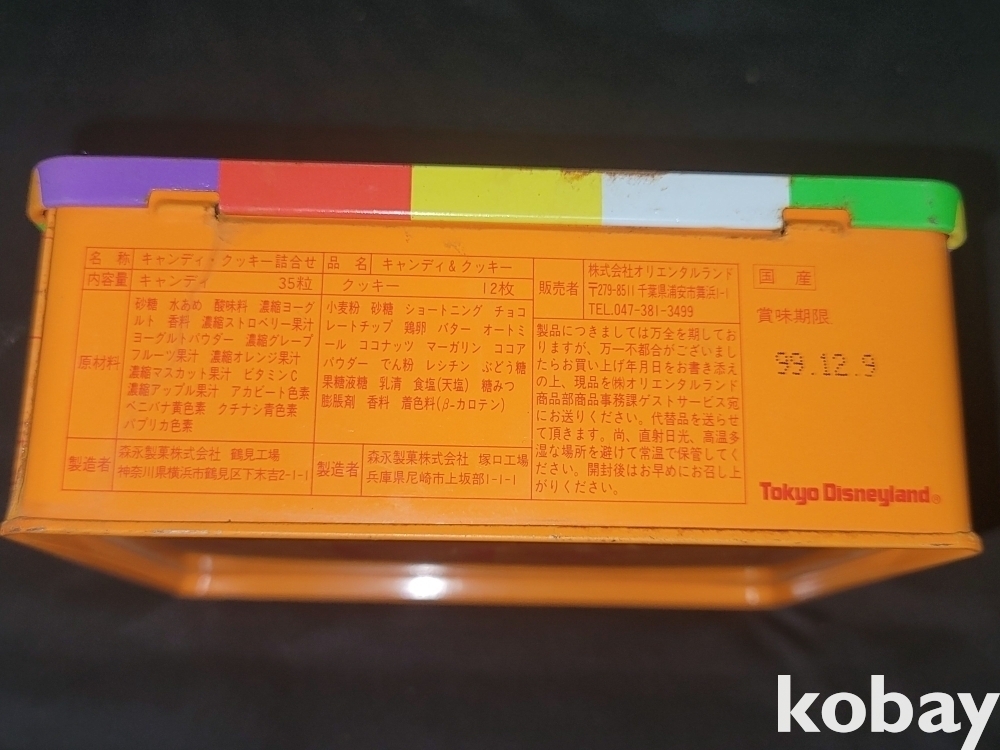 名 称 キャンディ・クッキー詰合せ 品 名 キャンディ&クッキー
内容量 キャンディ 35粒 クッキー 12枚
原材料
砂糖 水あめ 酸味料 濃縮ヨーグ
ルト 香料 濃縮ストロベリー果汁
ヨーグルトパウダー 濃縮グレープ
フルーツ果汁 濃縮オレンジ果汁
濃縮マスカット果汁 ビタミンC
濃縮アップル果汁 アカビート色素
ベニバナ黄色素 クチナシ青色素
パプリカ色素
小麦粉 砂糖 ショートニング チョコ
レートチップ 鶏卵 バター オートミ
ール ココナッツ マーガリン ココア
パウダー でん粉 レシチン ぶどう糖
果糖液糖 乳清 食塩(天塩) 糖みつ
膨脹剤 香料 着色料(β-カロテン)
製造者
森永製菓株式会社 鶴見工場
神奈川県横浜市鶴見区下末吉2-1-1
製造者
森永製菓株式会社 塚口工場
兵庫県尼崎市上坂部1-1-1
販売者
株式会社オリエンタルランド
〒279-8511 千葉県浦安市舞浜1-1
TEL.047-381-3499
製品につきましては万全を期してお
りますが、万一不都合がございまし
たらお買い上げ年月日をお書き添え
の上、現品を㈱オリエンタルランド
商品部商品事務課ゲストサービス宛
にお送りください。代替品を送らせ
て頂きます。尚、直射日光、高温多
湿な場所を避けて常温で保管してく
ださい。開封後はお早めにお召し上
がりください。
国 産
賞味期限
99.12.9
Tokyo Disneyland®
kobay